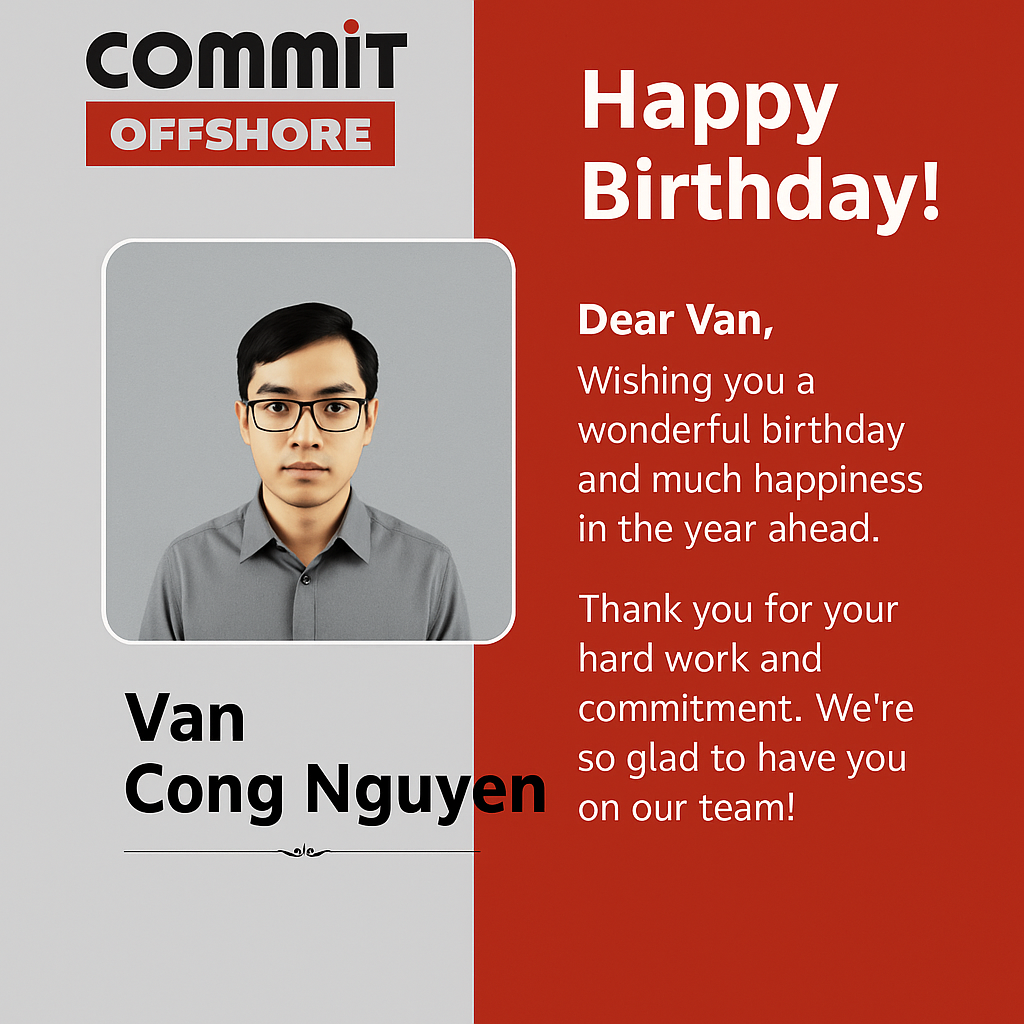 COMMiT
OFFSHORE
Happy
Birthday!
Dear Van,
Wishing you a
wonderful birthday
and much happiness
in the year ahead.
Thank you for your
hard work and
commitment. We're
so glad to have you
on our team!
Van
Cong Nguyen